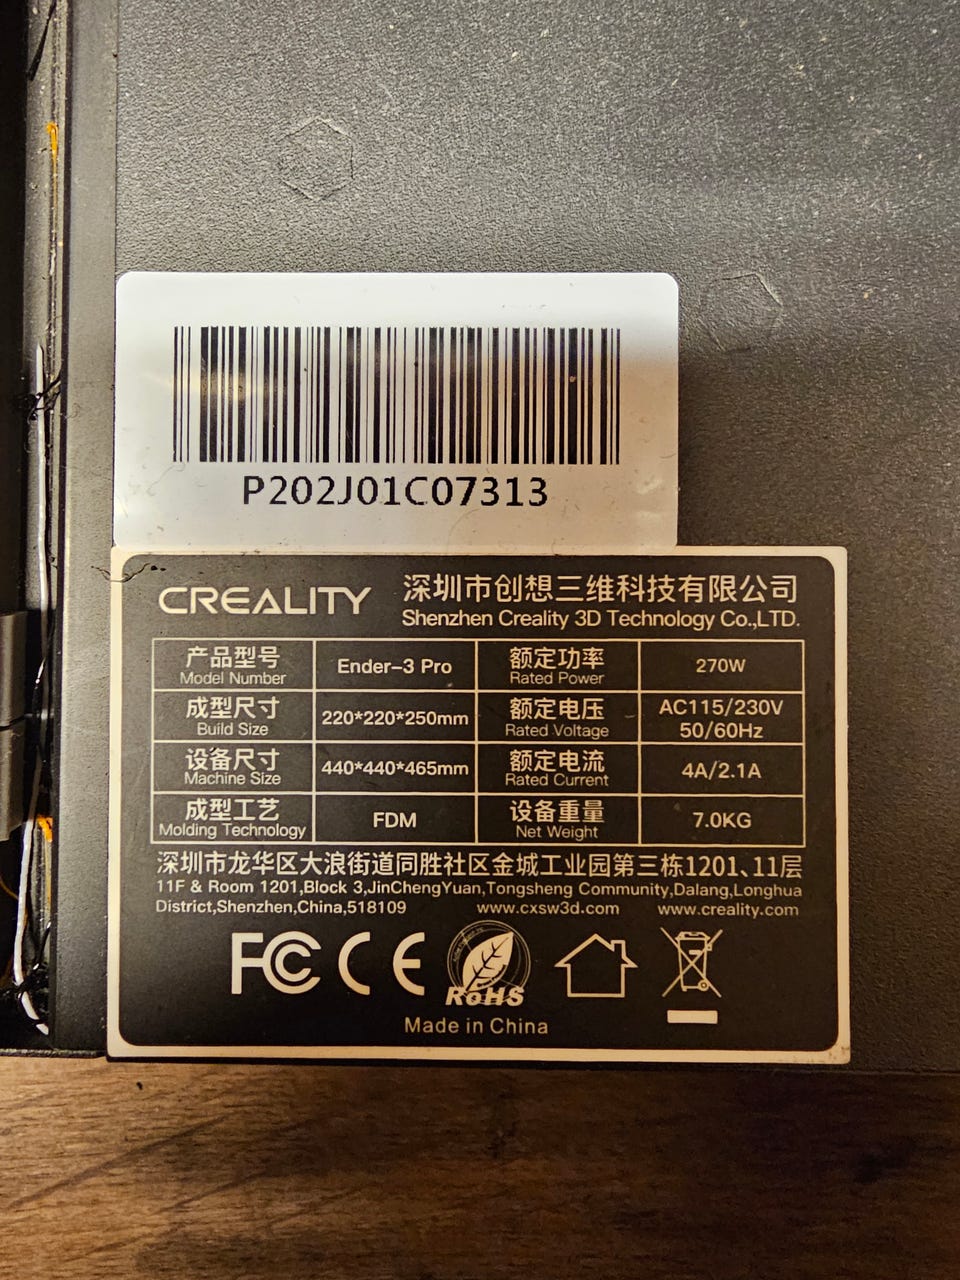 P202J01C07313
CREALITY 深圳市创想三维科技有限公司
Shenzhen Creality 3D Technology Co.,LTD.
产品型号 Ender-3 Pro 额定功率 270W
Model Number Rated Power
成型尺寸 220*220*250mm 额定电压 AC115/230V
Build Size Rated Voltage 50/60Hz
设备尺寸 440*440*465mm 额定电流 4A/2.1A
Machine Size Rated Current
成型工艺 FDM 设备重量 7.0KG
Molding Technology Net Weight
深圳市龙华区大浪街道同胜社区金城工业园第三栋1201、11层
11F & Room 1201,Block 3,JinChengYuan,Tongsheng Community,Dalang,Longhua
District,Shenzhen,China,518109 www.cxsw3d.com www.creality.com
FC CE RoHS
Made in China